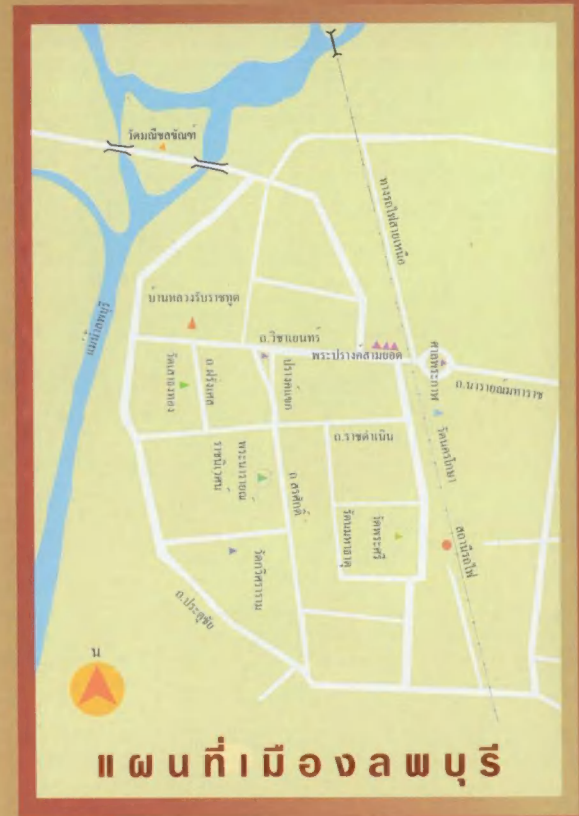 วัดมณีชลขัณฑ์
ทางรถไฟสายเหนือ
แม่น้ำลพบุรี
บ้านหลวงรับราชทูต
ถ.วิชาเยนทร์
พระปรางค์สามยอด
ศาลพระกาฬ
ถ.นารายณ์มหาราช
วัดเสาธงทอง
ถ.ฝรั่งเศส
ปรางค์แขก
วัดนครโกษา
ถ.ราชดำเนิน
พระนารายณ์
ราชนิเวศน์
ถ.สุรศักดิ์
วัดพระศรี
รัตนมหาธาตุ
สถานีรถไฟ
วัดกวิศราราม
ถ.ประตูชัย
น
แผนที่เมืองลพบุรี